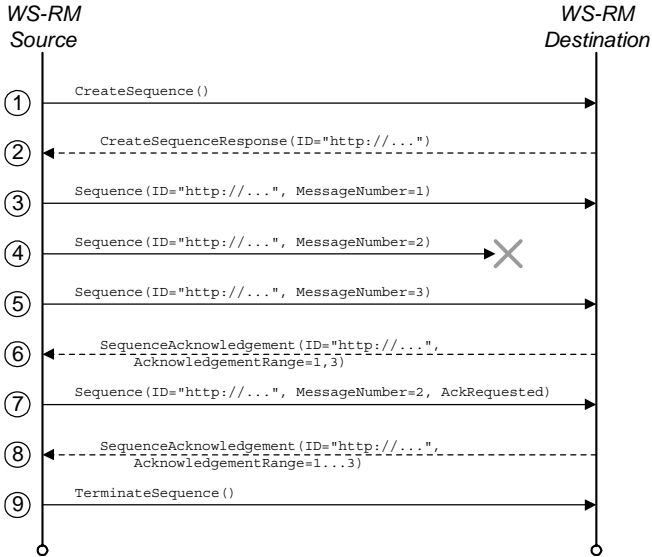 WS-RM WS-RM
Source Destination
① CreateSequence()
② CreateSequenceResponse(ID="http://...")
③ Sequence(ID="http://...", MessageNumber=1)
④ Sequence(ID="http://...", MessageNumber=2)
⑤ Sequence(ID="http://...", MessageNumber=3)
⑥ SequenceAcknowledgement(ID="http://...",
AcknowledgementRange=1,3)
⑦ Sequence(ID="http://...", MessageNumber=2, AckRequested)
⑧ SequenceAcknowledgement(ID="http://...",
AcknowledgementRange=1...3)
⑨ TerminateSequence()